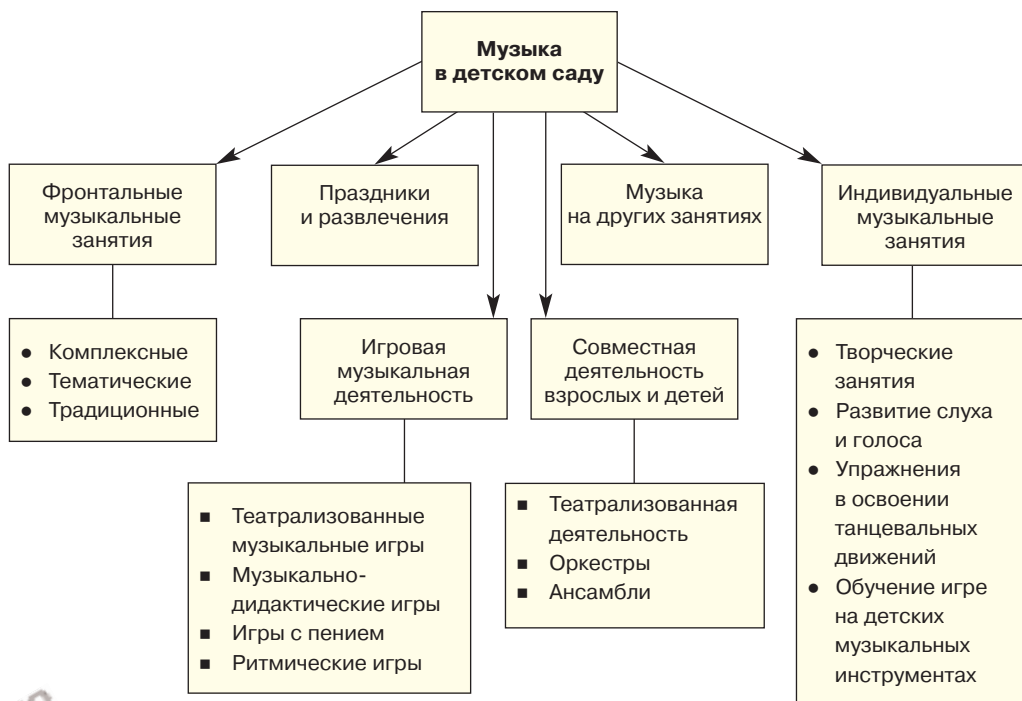 Музыка
в детском саду
Фронтальные
музыкальные
занятия
Праздники
и развлечения
Музыка
на других занятиях
Индивидуальные
музыкальные
занятия
● Комплексные
● Тематические
● Традиционные
Игровая
музыкальная
деятельность
Совместная
деятельность
взрослых и детей
● Творческие
занятия
● Развитие слуха
и голоса
● Упражнения
в освоении
танцевальных
движений
● Обучение игре
на детских
музыкальных
инструментах
■ Театрализованные
музыкальные игры
■ Музыкально-
дидактические игры
■ Игры с пением
■ Ритмические игры
■ Театрализованная
деятельность
■ Оркестры
■ Ансамбли